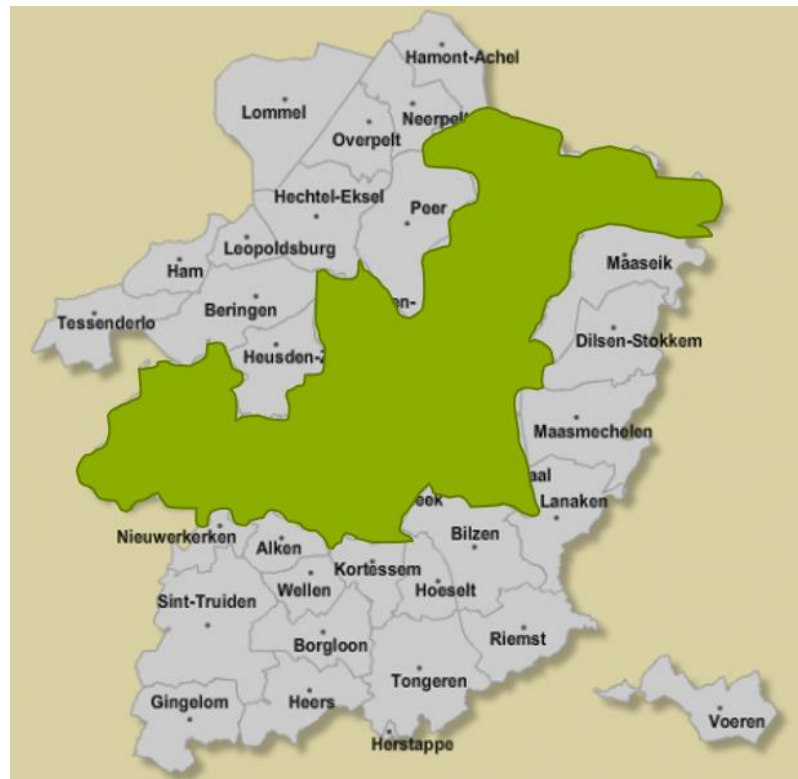 Hamont-Achel
Lommel
Neerpelt
Overpelt
Hechtel-Eksel
Peer
Leopoldsburg
Ham
Maaseik
Beringen
en-
Tessenderlo
Dilsen-Stokkem
Heusden-Z
Maasmechelen
aal
eek
Lanaken
Nieuwerkerken
Bilzen
Alken
Kortessem
Wellen
Hoeselt
Sint-Truiden
Riemst
Borgloon
Tongeren
Gingelom
Heers
Voeren
Herstappe